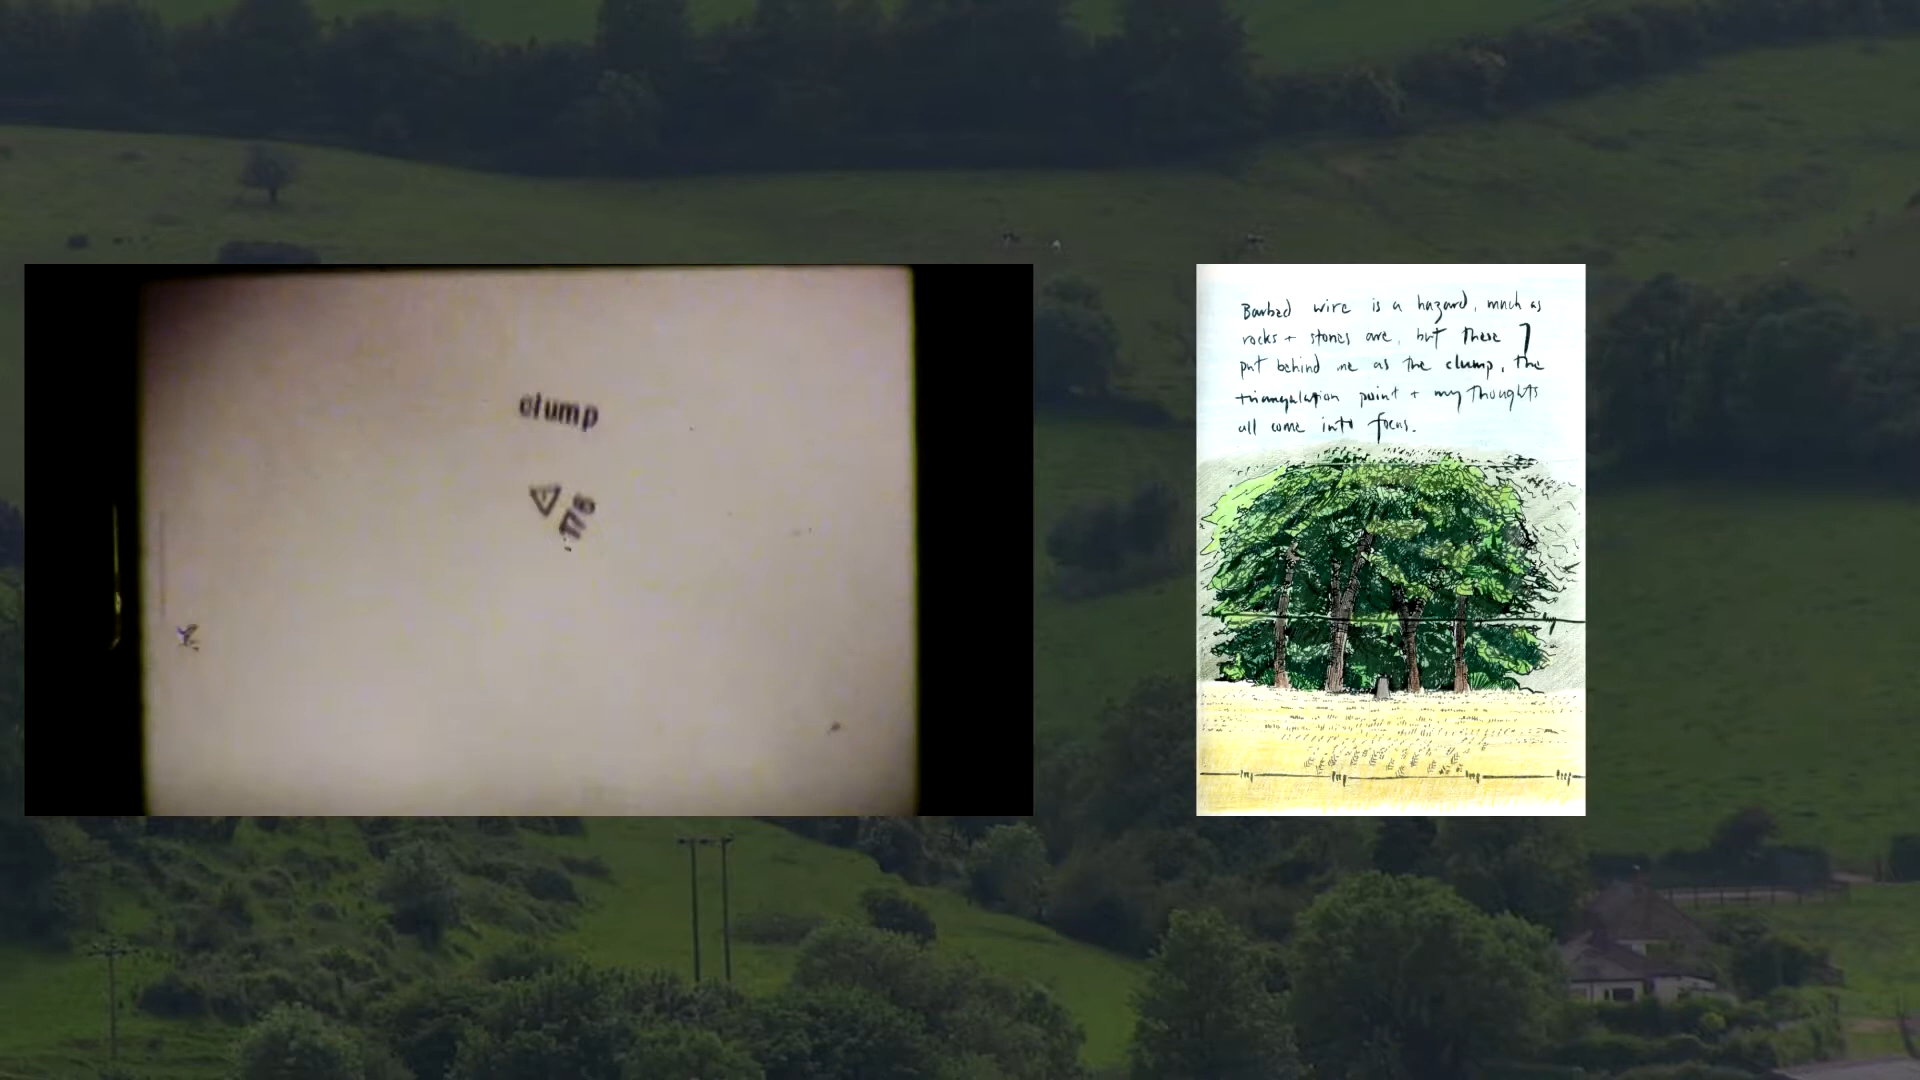 clump
176
Barbed wire is a hazard, much as
rocks + stones are, but these I
put behind me as the clump, the
triangulation point + my thoughts
all come into focus.